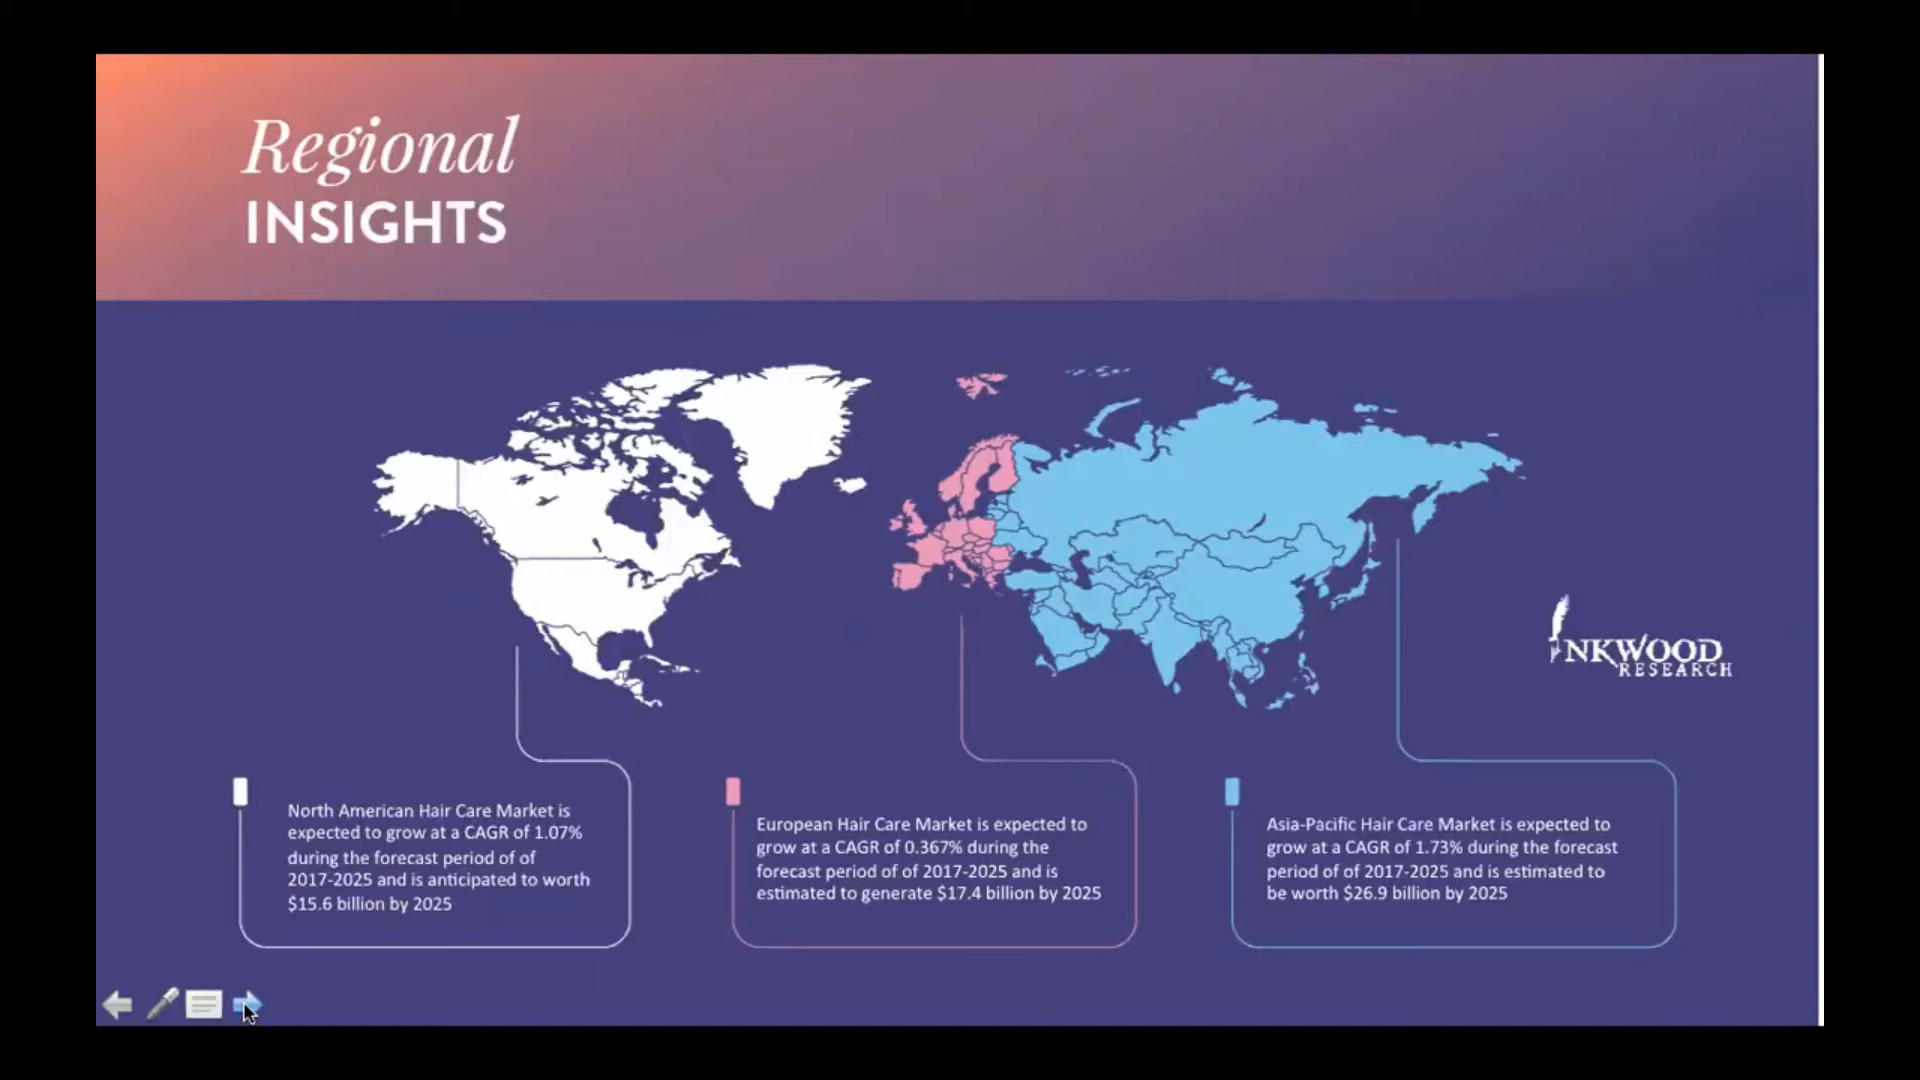 Regional
INSIGHTS
INKWOOD
RESEARCH
North American Hair Care Market is
expected to grow at a CAGR of 1.07%
during the forecast period of of
2017-2025 and is anticipated to worth
$15.6 billion by 2025
European Hair Care Market is expected to
grow at a CAGR of 0.367% during the
forecast period of of 2017-2025 and is
estimated to generate $17.4 billion by 2025
Asia-Pacific Hair Care Market is expected to
grow at a CAGR of 1.73% during the forecast
period of of 2017-2025 and is estimated to
be worth $26.9 billion by 2025